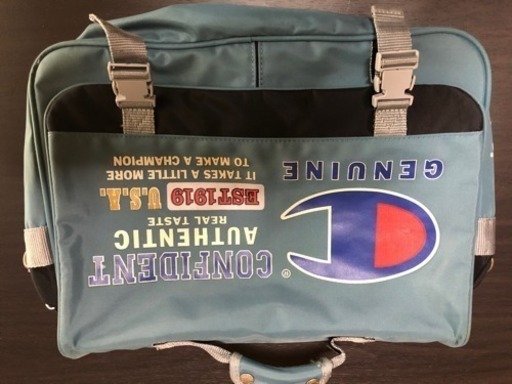 CONFIDENT ®
AUTHENTIC
REAL TASTE
EST1919 U.S.A.
IT TAKES A LITTLE MORE
TO MAKE A CHAMPION
GENUINE